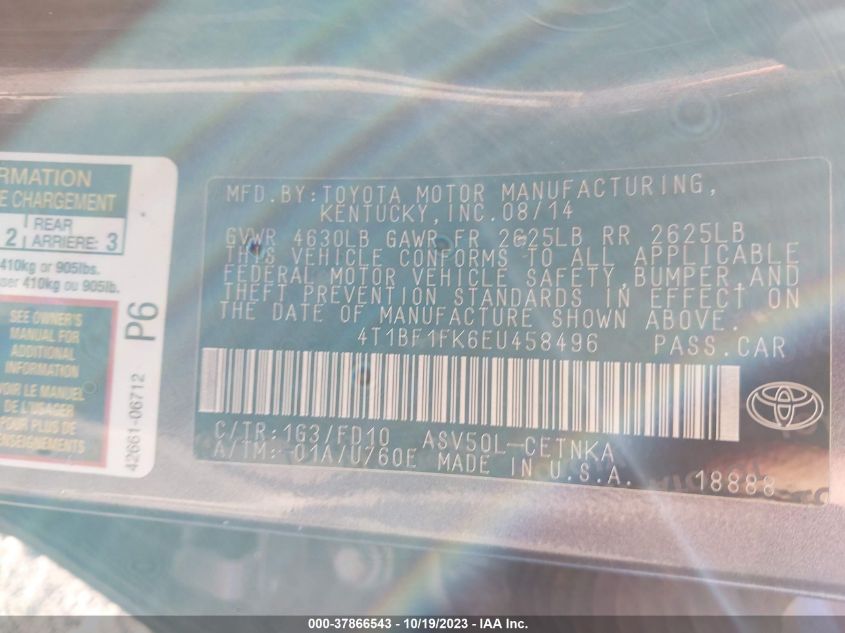 RMATION
E CHARGEMENT
2 REAR ARRIERE: 3
410kg or 905lbs.
ser 410kg ou 905lb.
SEE OWNER'S
MANUAL FOR
ADDITIONAL
INFORMATION
VOIR LE MANUEL
DE L'USAGER
POUR PLUS DE
RENSEIGNEMENTS
42661-06712 P6
MFD.BY:TOYOTA MOTOR MANUFACTURING,
KENTUCKY,INC.08/14
GVWR 4630LB GAWR FR 2625LB RR 2625LB
THIS VEHICLE CONFORMS TO ALL APPLICABLE
FEDERAL MOTOR VEHICLE SAFETY,BUMPER,AND
THEFT PREVENTION STANDARDS IN EFFECT ON
THE DATE OF MANUFACTURE SHOWN ABOVE.
4T1BF1FK6EU458496 PASS.CAR
C/TR:1G3/FD10 ASV50L-CETNKA
A/TM:-01A/U760E MADE IN U.S.A. 18888
TOYOTA
000-37866543 - 10/19/2023 - IAA Inc.